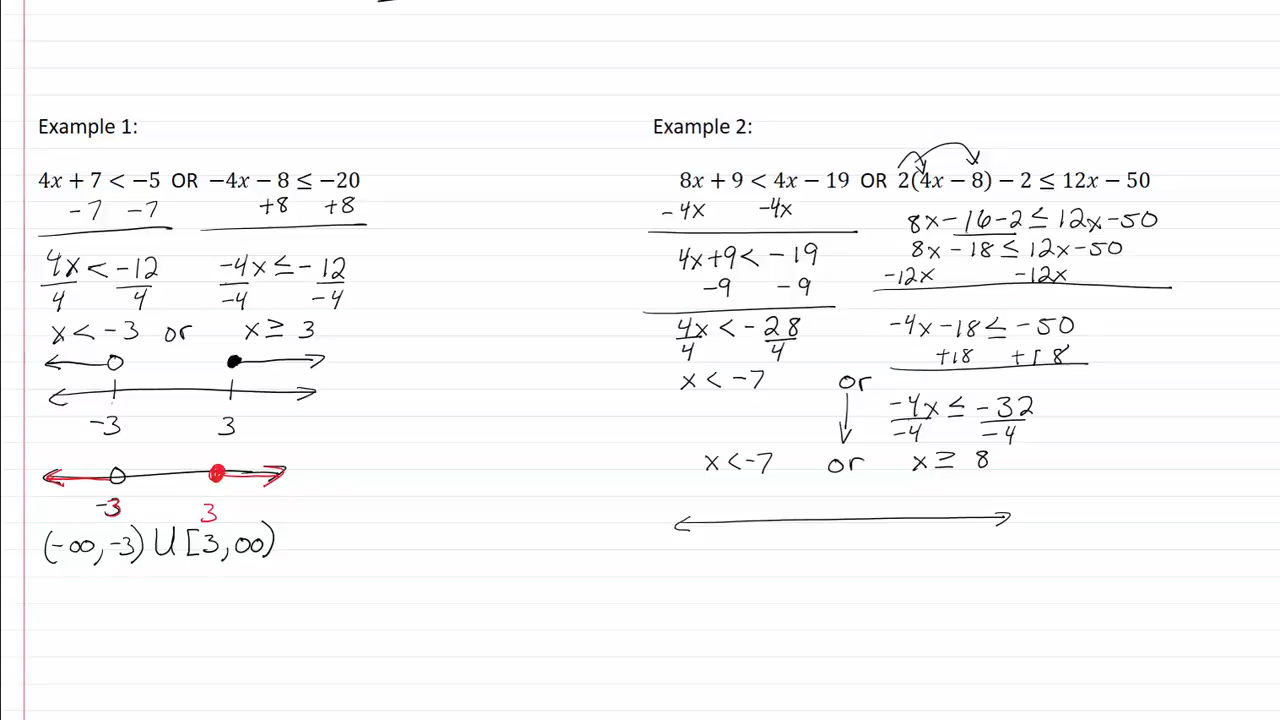 Example 1:
4x + 7 < −5 OR −4x − 8 ≤ −20
-7 -7 +8 +8
4x < -12 -4x ≤ -12
4 4 -4 -4
x < -3 or x ≥ 3
-3 3
-3 3
(-∞, -3) U [3, ∞)
Example 2:
8x + 9 < 4x − 19 OR 2(4x − 8) − 2 ≤ 12x − 50
-4x -4x
4x+9 < -19
-9 -9
4x < -28
4 4
x < -7 or
8x - 16 - 2 ≤ 12x - 50
8x - 18 ≤ 12x - 50
-12x -12x
-4x - 18 ≤ -50
+18 +18
-4x ≤ -32
-4 -4
x < -7 or x ≥ 8